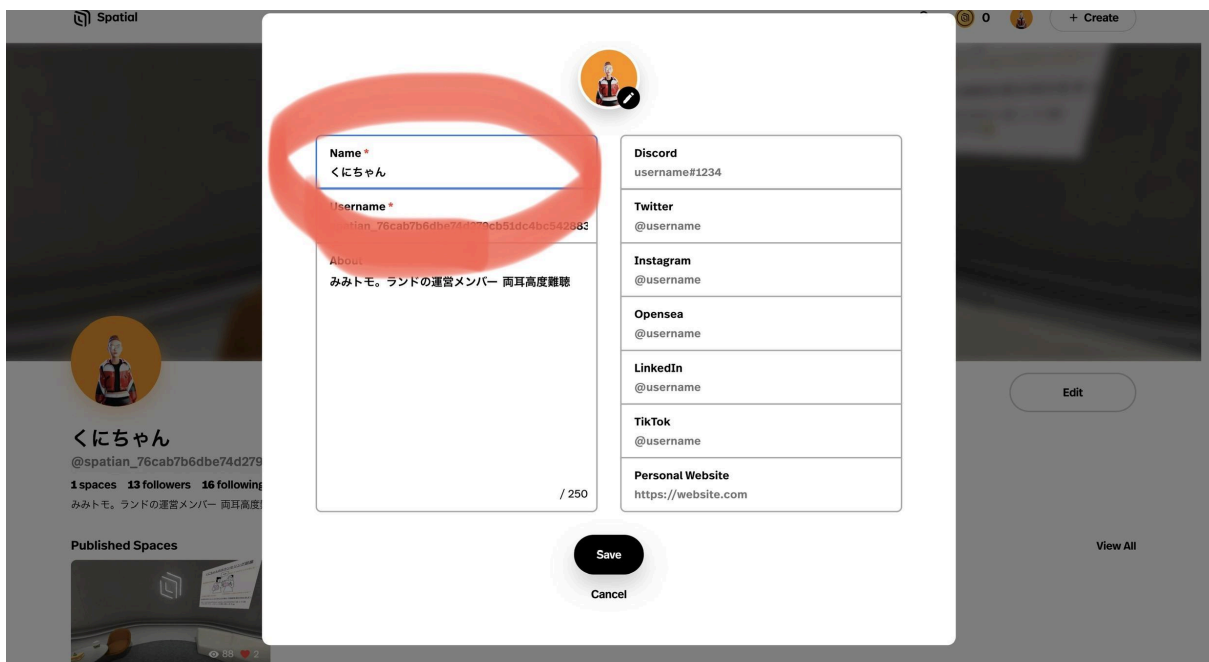 Spatial
0
+ Create
Name *
くにちゃん
Username *
spatian_76cab7b6dbe74d279cb51dc4bc542883
About
みみトモ。ランドの運営メンバー 両耳高度難聴
/ 250
Discord
username#1234
Twitter
@username
Instagram
@username
Opensea
@username
LinkedIn
@username
TikTok
@username
Personal Website
https://website.com
Save
Cancel
くにちゃん
@spatian_76cab7b6dbe74d279
1 spaces 13 followers 16 following
みみトモ。ランドの運営メンバー 両耳高度
Edit
Published Spaces
View All
88 2